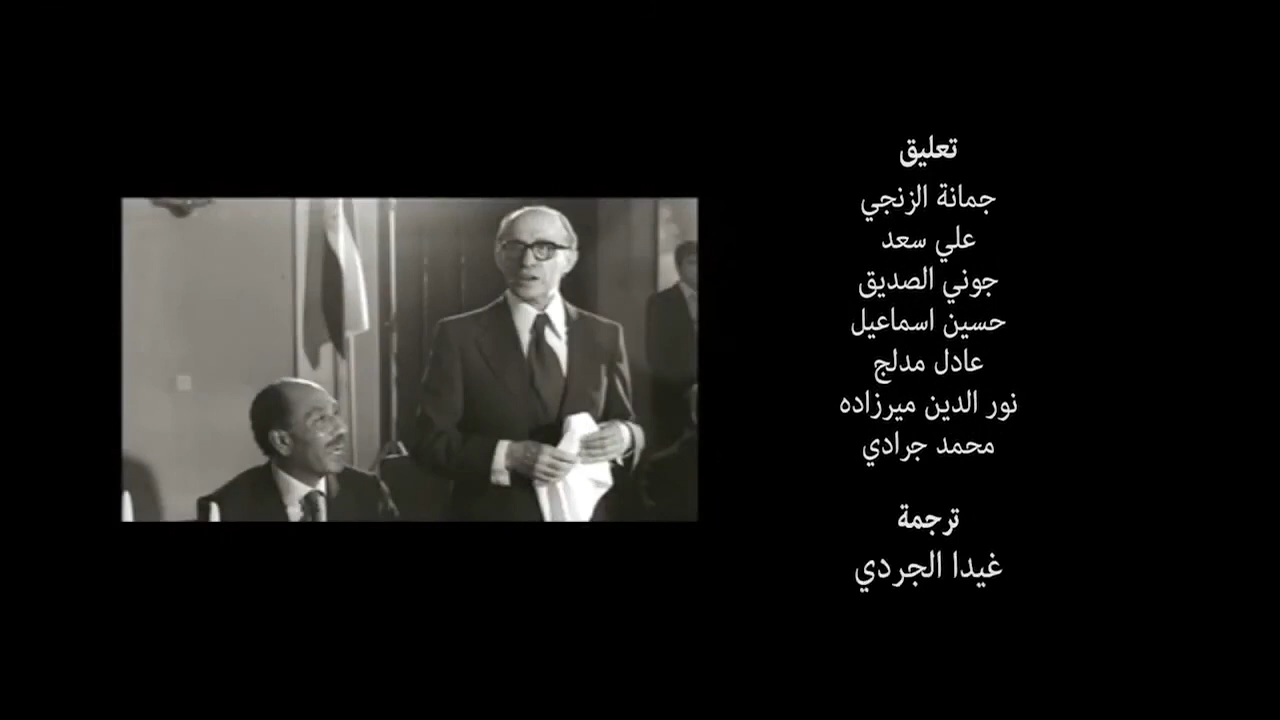 تعليق
جمانة الزنجي
علي سعد
جوني الصديق
حسين اسماعيل
عادل مدلج
نور الدين ميرزاده
محمد جرادي
ترجمة
غيدا الجردي